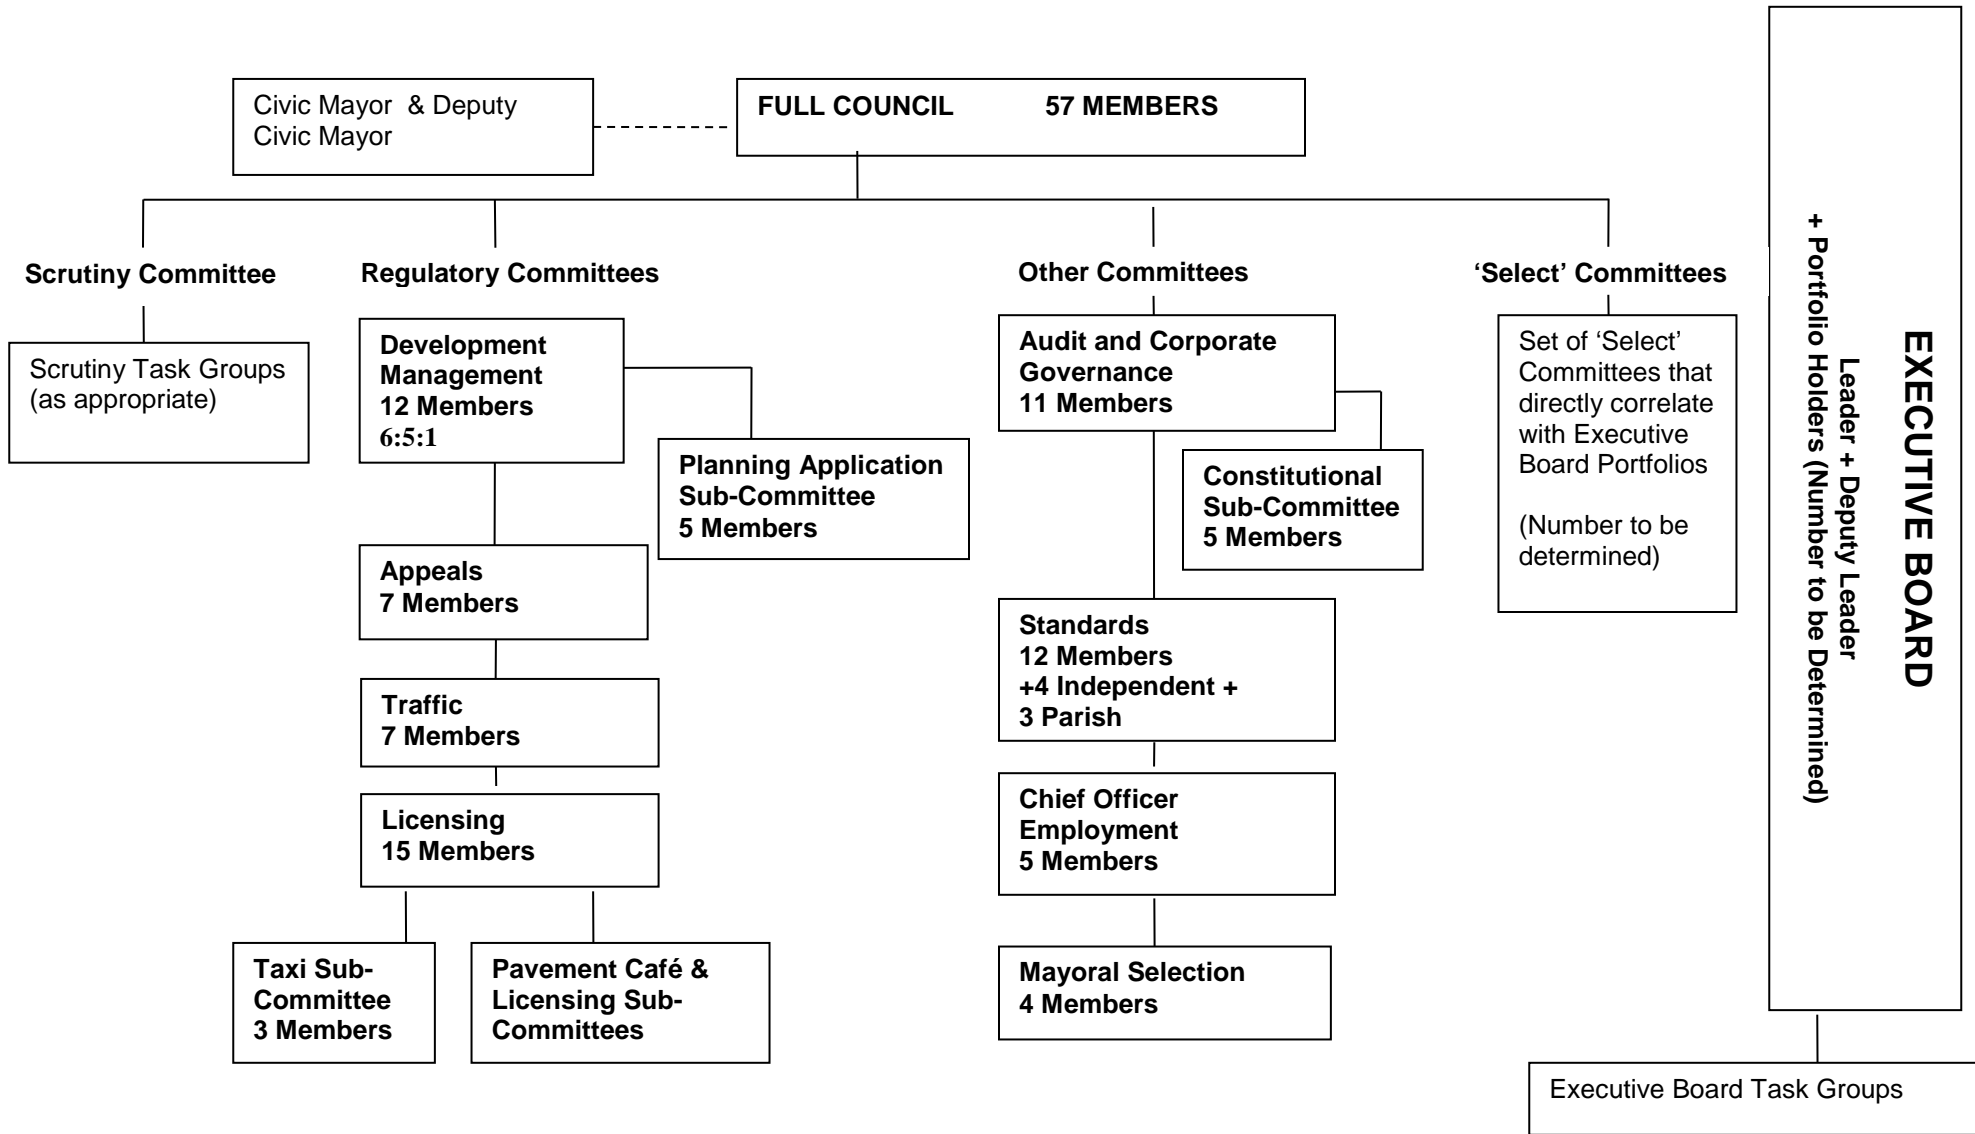 Civic Mayor & Deputy
Civic Mayor
FULL COUNCIL 57 MEMBERS
Scrutiny Committee
Scrutiny Task Groups
(as appropriate)
Regulatory Committees
Development
Management
12 Members
6:5:1
Planning Application
Sub-Committee
5 Members
Appeals
7 Members
Traffic
7 Members
Licensing
15 Members
Taxi Sub-
Committee
3 Members
Pavement Café &
Licensing Sub-
Committees
Other Committees
Audit and Corporate
Governance
11 Members
Constitutional
Sub-Committee
5 Members
Standards
12 Members
+4 Independent +
3 Parish
Chief Officer
Employment
5 Members
Mayoral Selection
4 Members
‘Select’ Committees
Set of ‘Select’
Committees that
directly correlate
with Executive
Board Portfolios
(Number to be
determined)
EXECUTIVE BOARD
Leader + Deputy Leader
+ Portfolio Holders (Number to be Determined)
Executive Board Task Groups